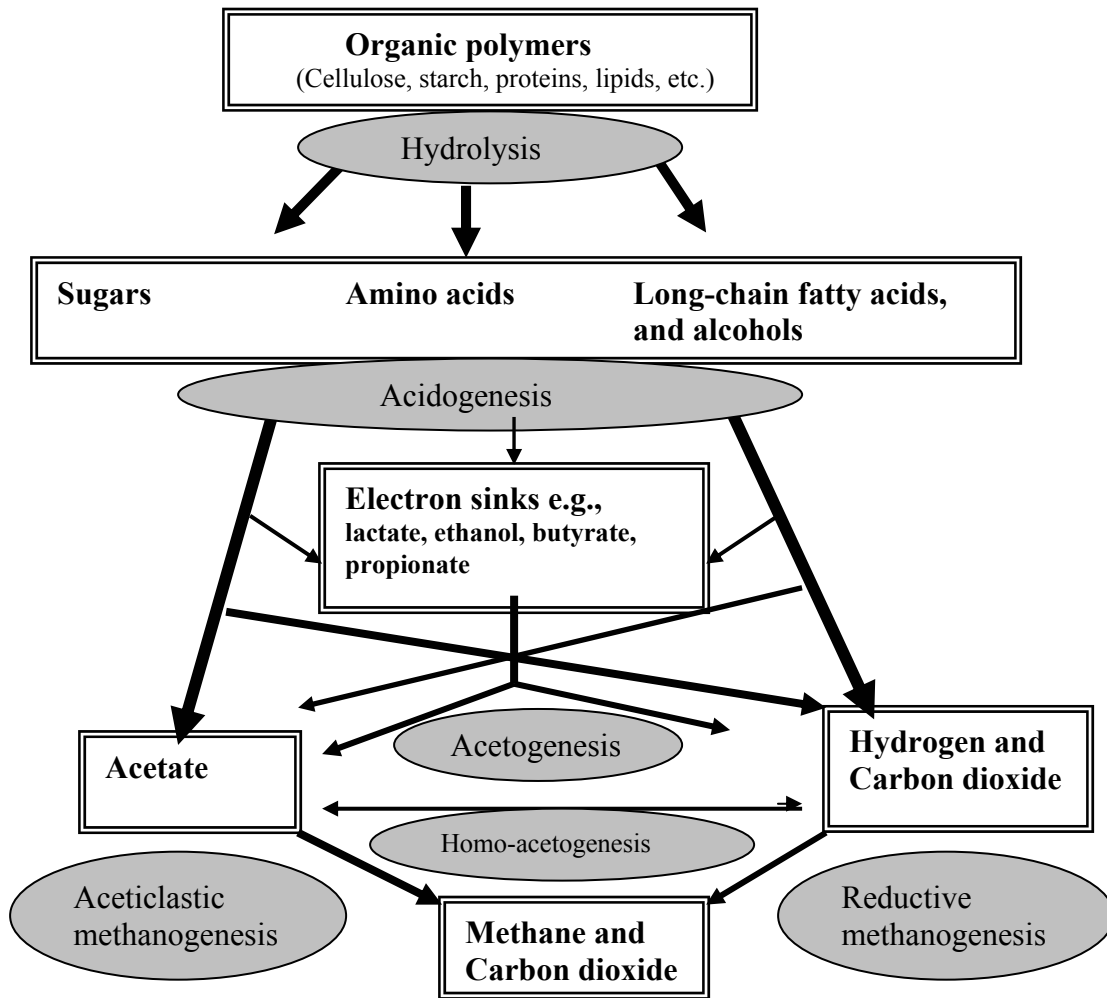 Organic polymers
(Cellulose, starch, proteins, lipids, etc.)
Hydrolysis
Sugars
Amino acids
Long-chain fatty acids,
and alcohols
Acidogenesis
Electron sinks e.g.,
lactate, ethanol, butyrate,
propionate
Acetogenesis
Acetate
Hydrogen and
Carbon dioxide
Homo-acetogenesis
Aceticlastic
methanogenesis
Reductive
methanogenesis
Methane and
Carbon dioxide